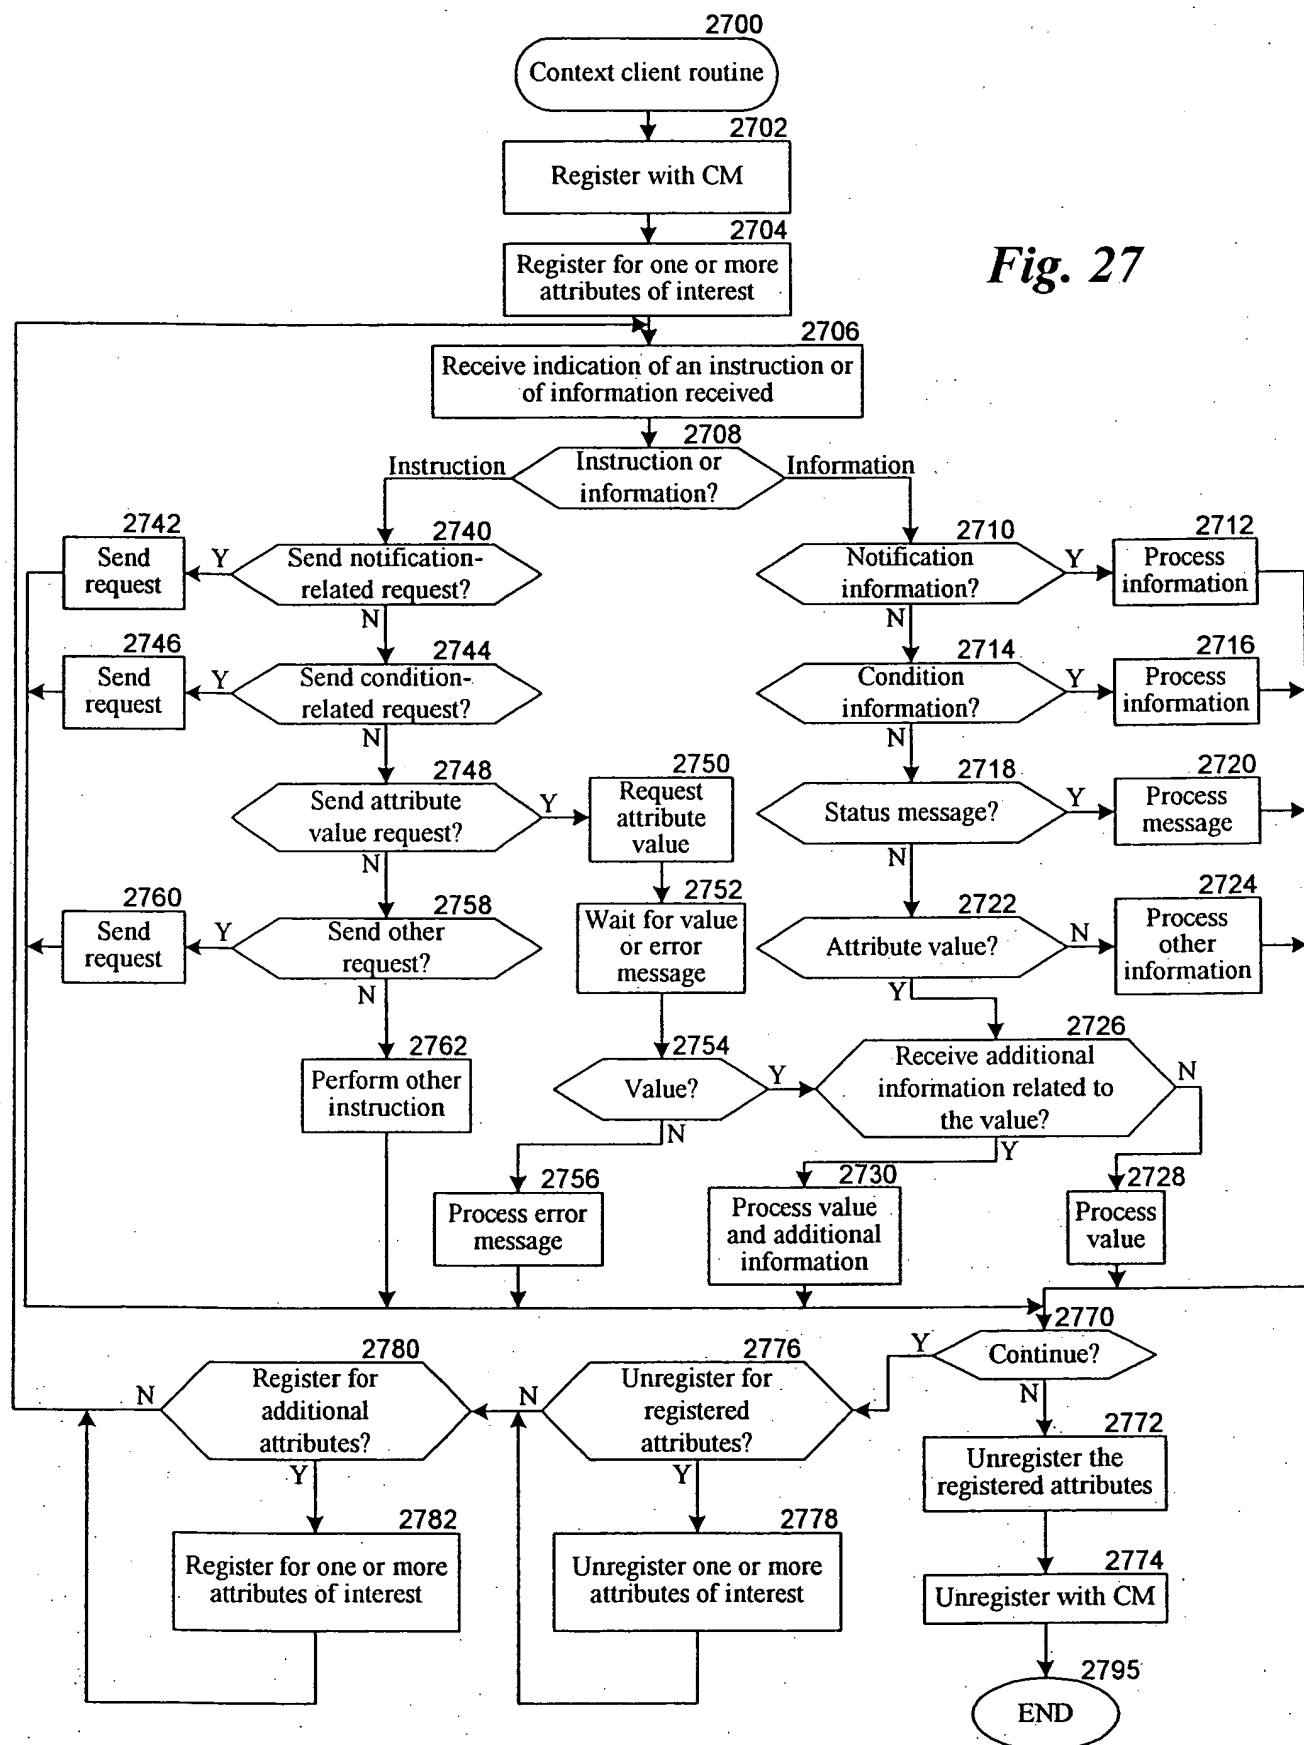 2700
Context client routine
2702
Register with CM
2704
Register for one or more
attributes of interest
Fig. 27
2706
Receive indication of an instruction or
of information received
2708
Instruction or
information?
Instruction
Information
2742
Send
request
Y
2740
Send notification-
related request?
N
2710
Notification
information?
Y
N
2712
Process
information
2746
Send
request
Y
2744
Send condition-
related request?
N
2714
Condition
information?
Y
N
2716
Process
information
2748
Send attribute
value request?
Y
N
2750
Request
attribute
value
2718
Status message?
Y
N
2720
Process
message
2760
Send
request
Y
2758
Send other
request?
N
2752
Wait for value
or error
message
2722
Attribute value?
N
Y
2724
Process
other
information
2762
Perform other
instruction
2754
Value?
Y
N
2726
Receive additional
information related to
the value?
N
Y
2756
Process error
message
2730
Process value
and additional
information
2728
Process
value
2770
Continue?
Y
N
2780
Register for
additional
attributes?
N
Y
2776
Unregister for
registered
attributes?
N
Y
2772
Unregister the
registered attributes
2782
Register for one or more
attributes of interest
2778
Unregister one or more
attributes of interest
2774
Unregister with CM
2795
END